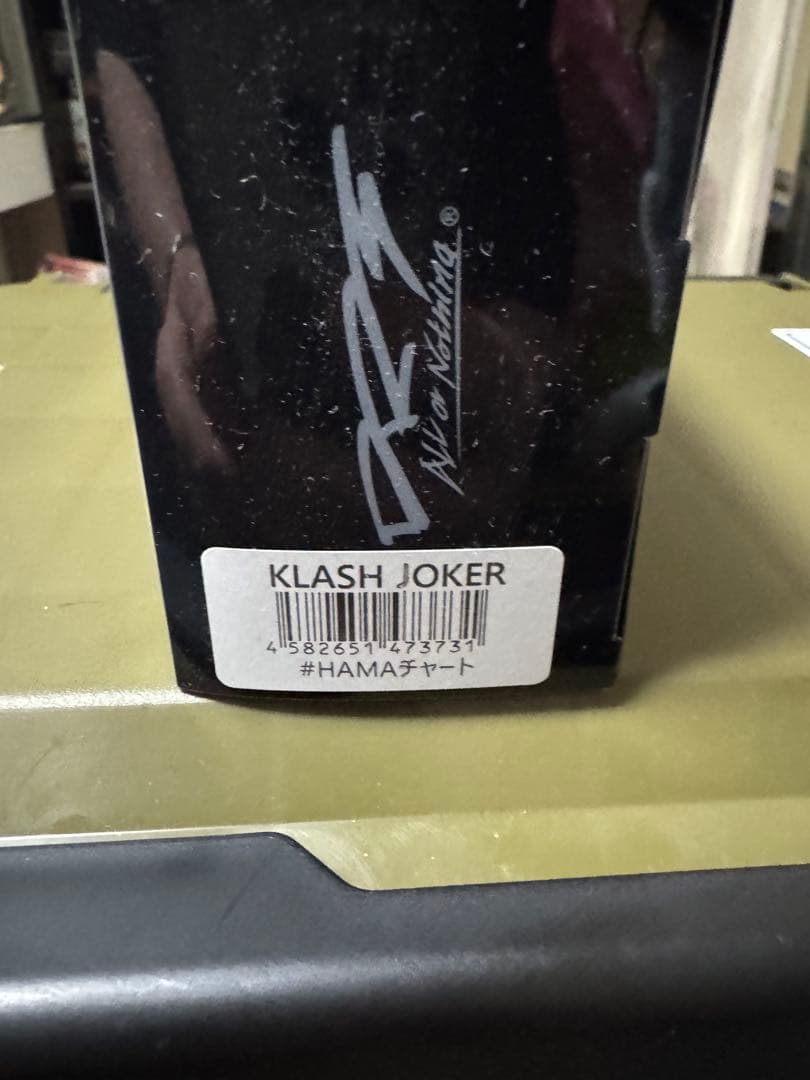 All or Nothing ®
KLASH JOKER
4 582651 473731
#HAMAチャート